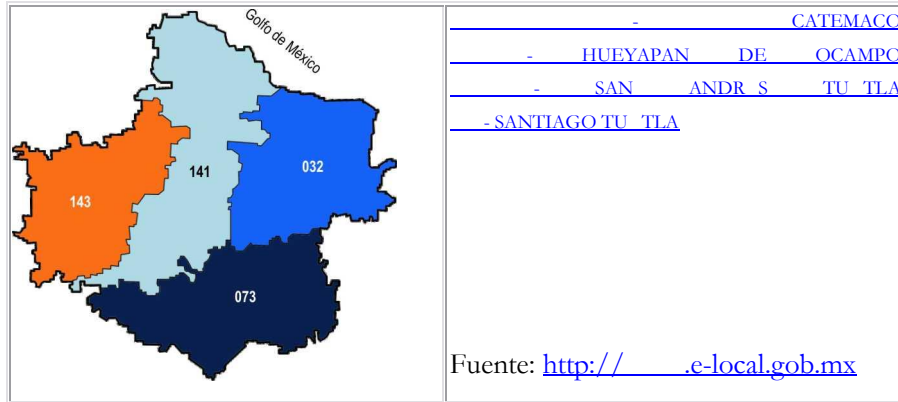 Golfo de México
143
141
032
073
- CATEMACO
- HUEYAPAN DE OCAMPO
- SAN ANDR S TU TLA
- SANTIAGO TU TLA
Fuente: http:// .e-local.gob.mx